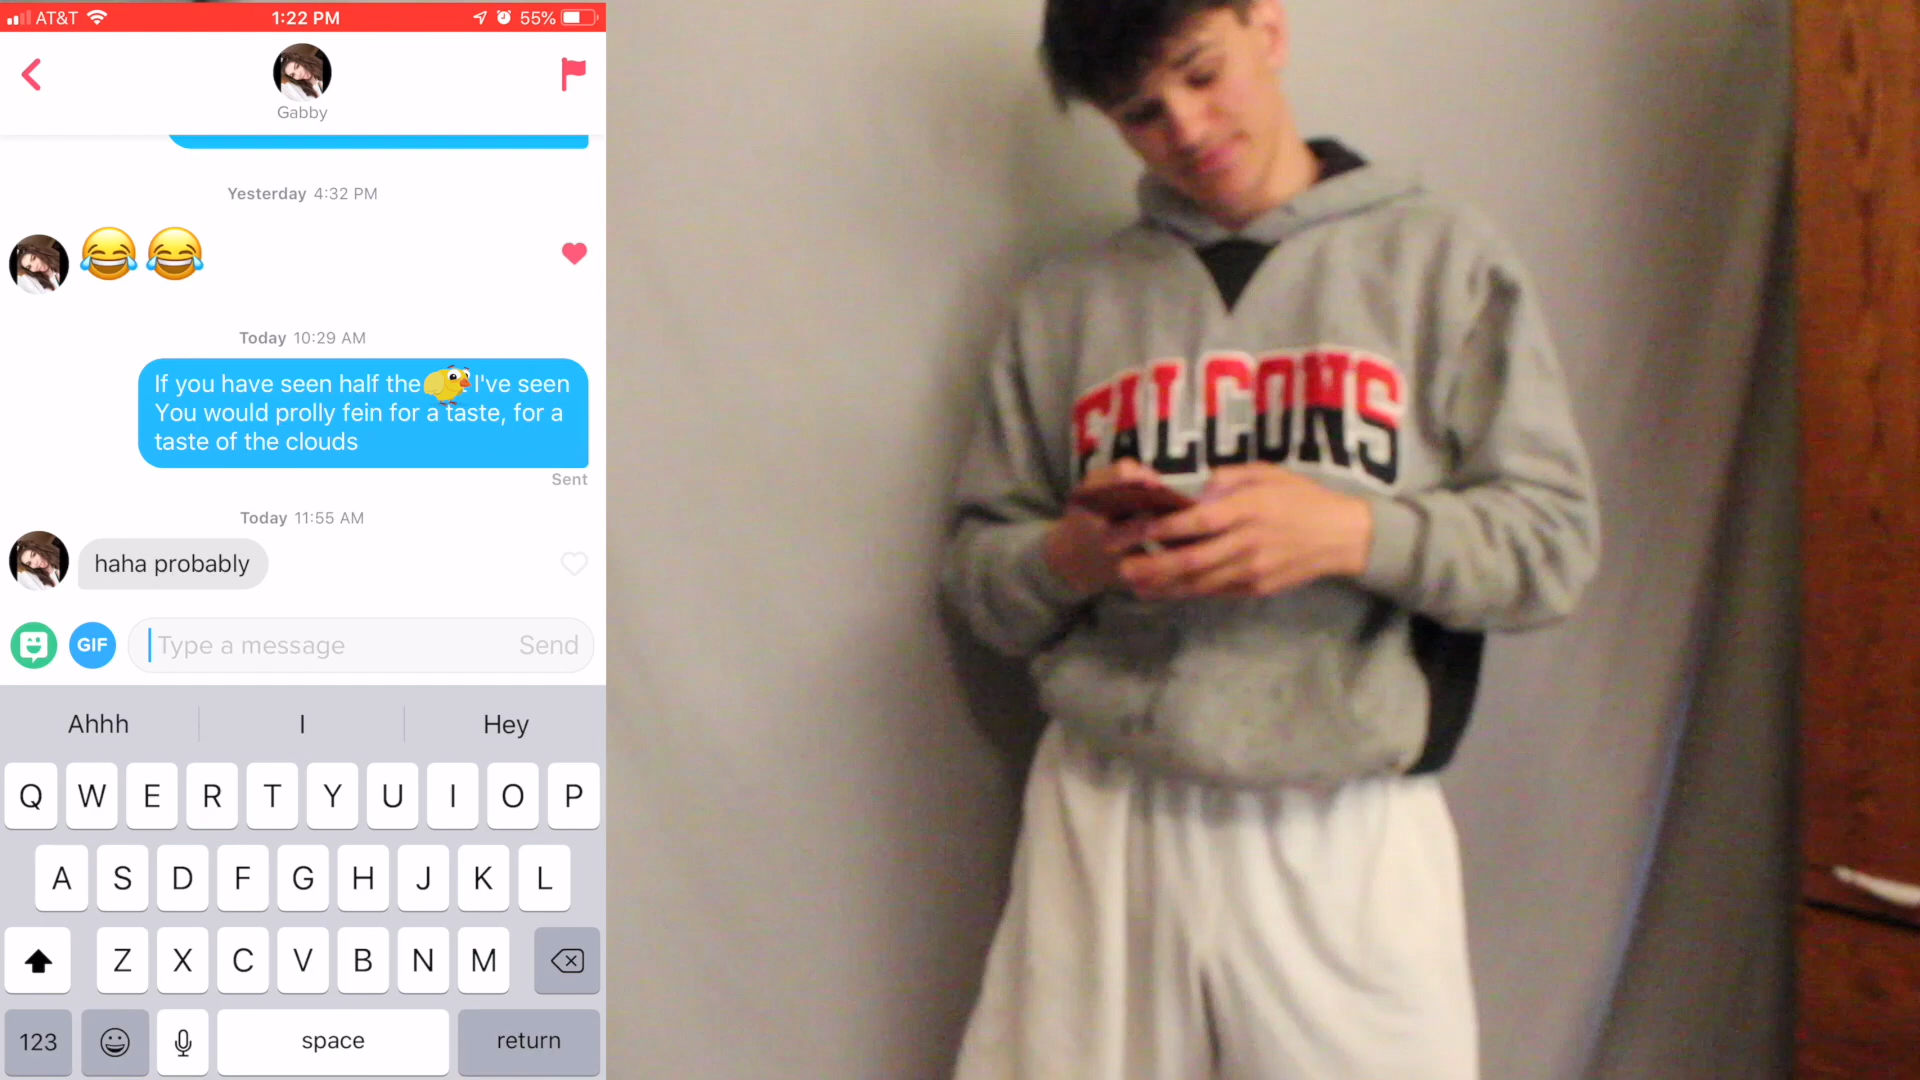 AT&T
1:22 PM
55%
Gabby
Yesterday 4:32 PM
Today 10:29 AM
If you have seen half the I've seen
You would prolly fein for a taste, for a
taste of the clouds
Sent
Today 11:55 AM
haha probably
GIF
Type a message
Send
Ahhh
I
Hey
Q W E R T Y U I O P
A S D F G H J K L
Z X C V B N M
123
space
return
FALCONS